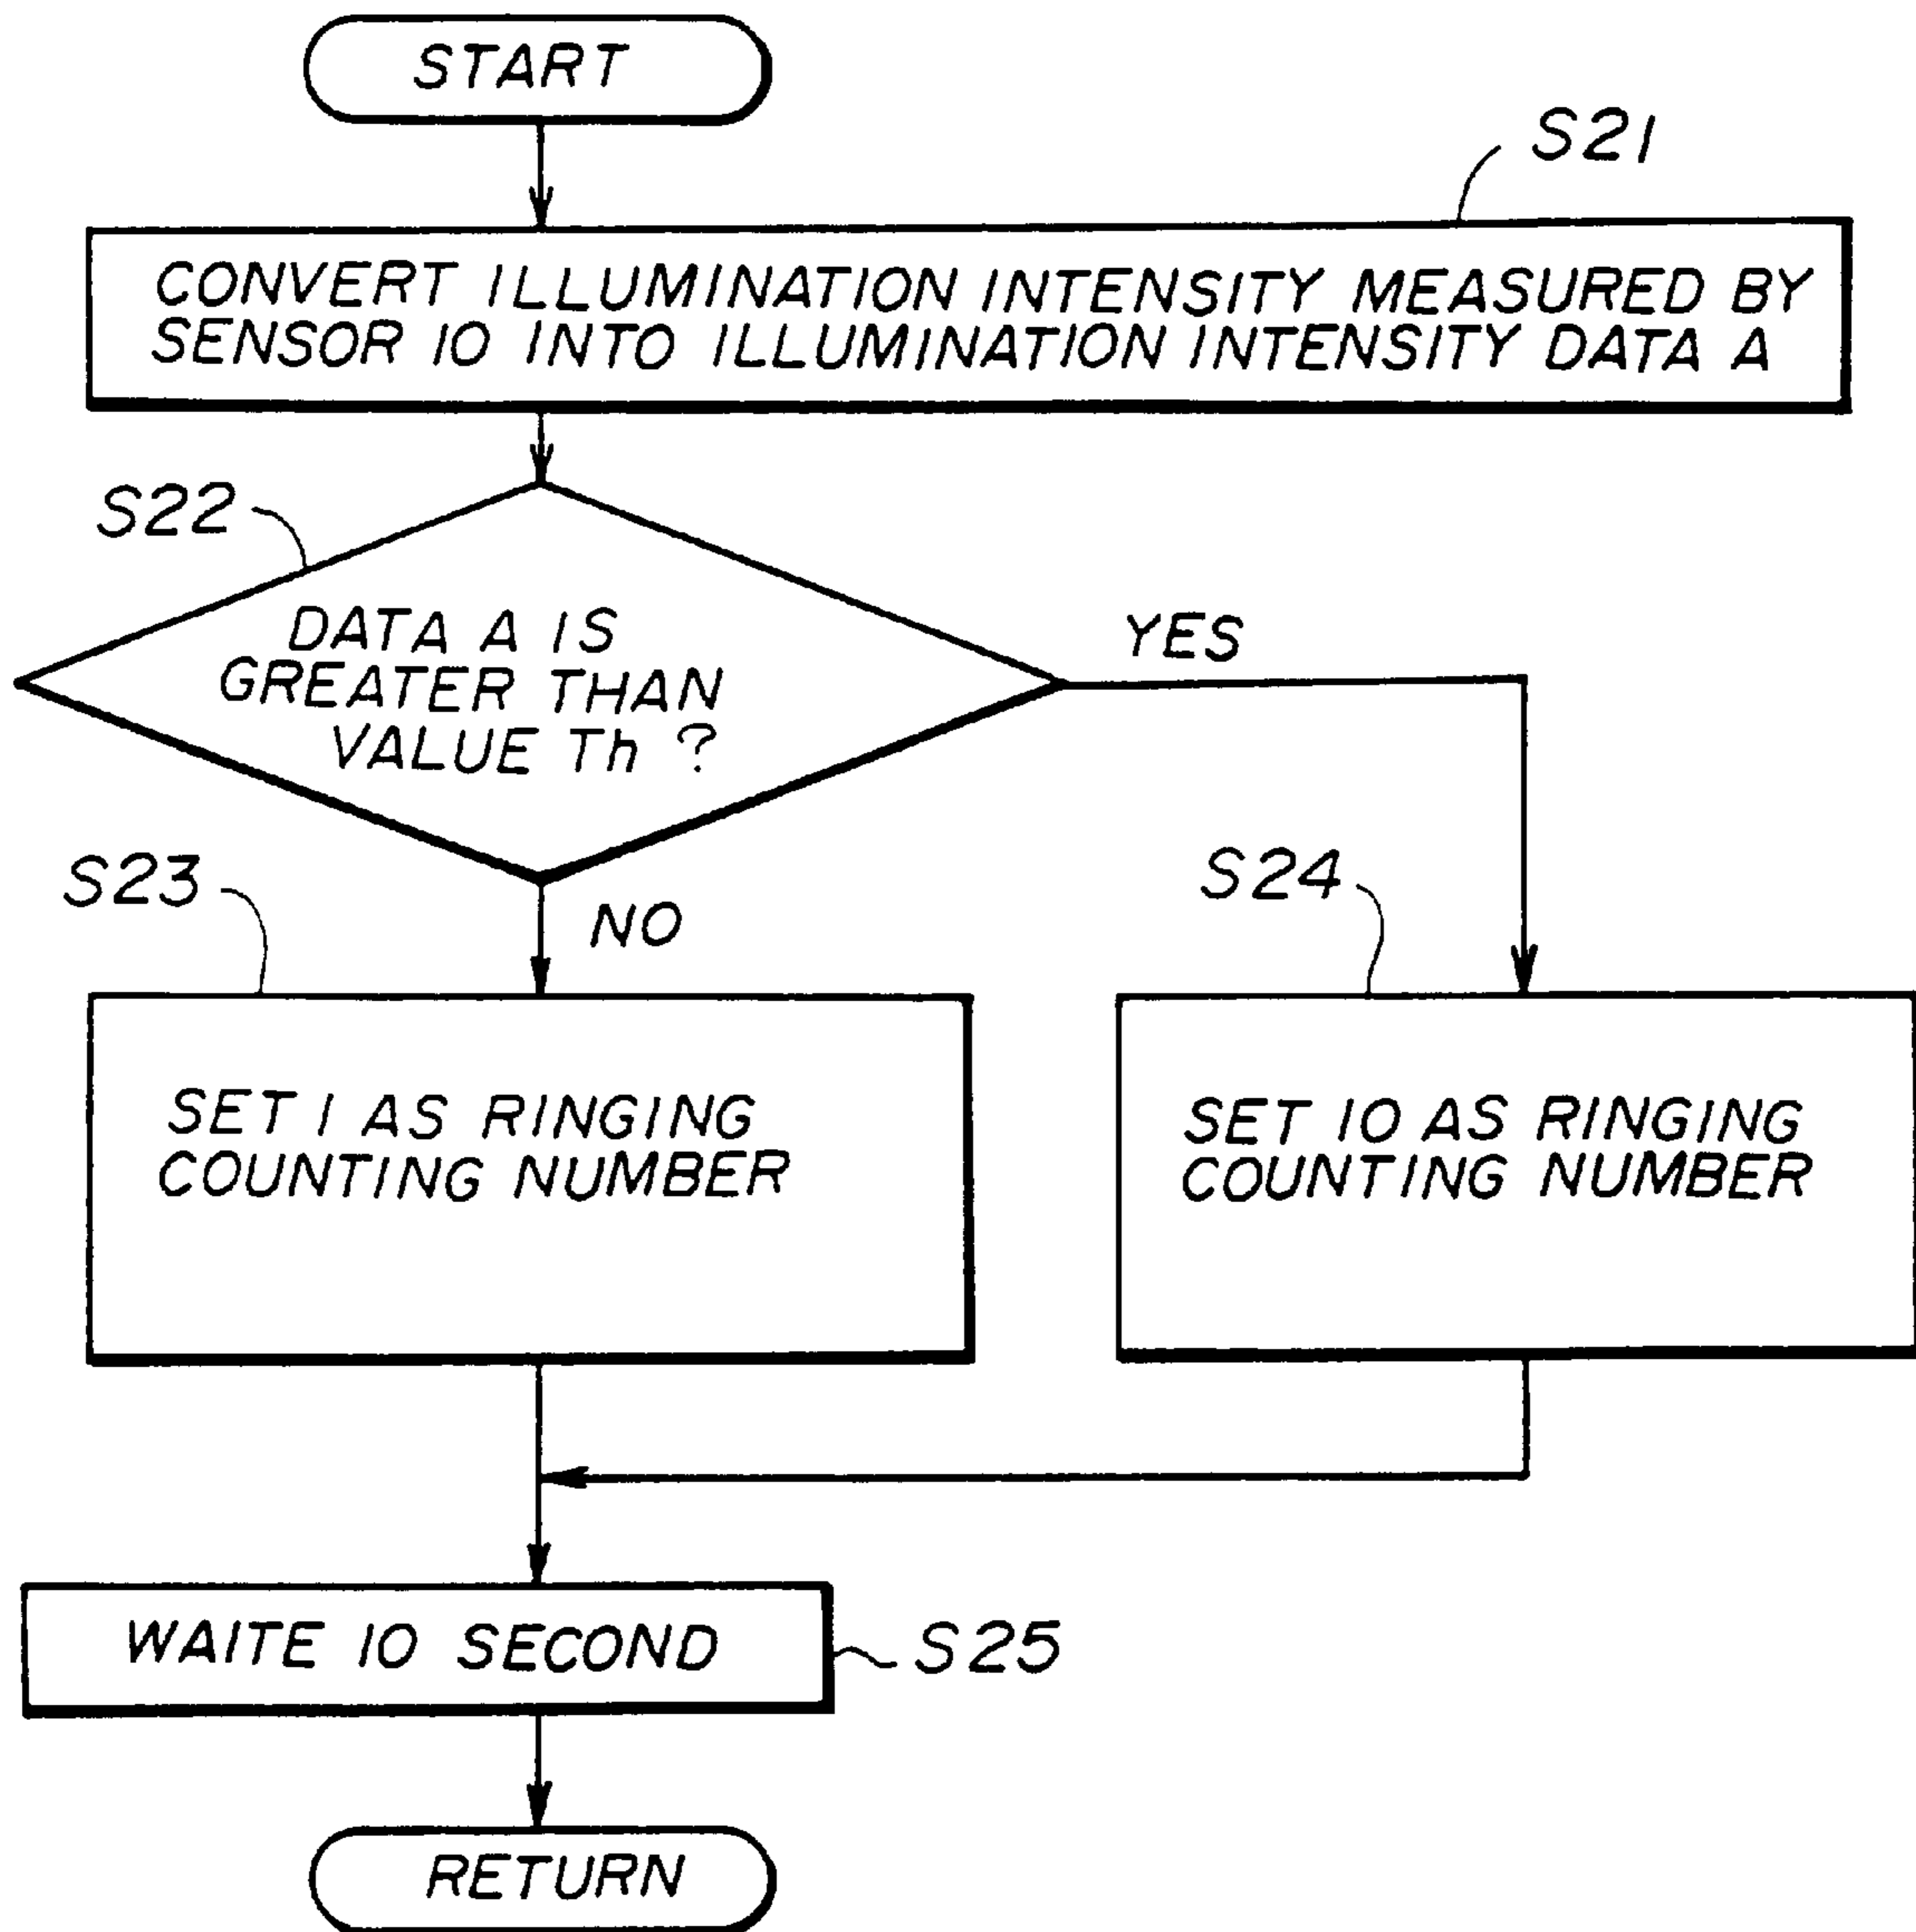 START
S21
CONVERT ILLUMINATION INTENSITY MEASURED BY
SENSOR 10 INTO ILLUMINATION INTENSITY DATA A
S22
DATA A IS
GREATER THAN
VALUE Th ?
YES
S23
NO
S24
SET 1 AS RINGING
COUNTING NUMBER
SET 10 AS RINGING
COUNTING NUMBER
WAITE 10 SECOND
S25
RETURN